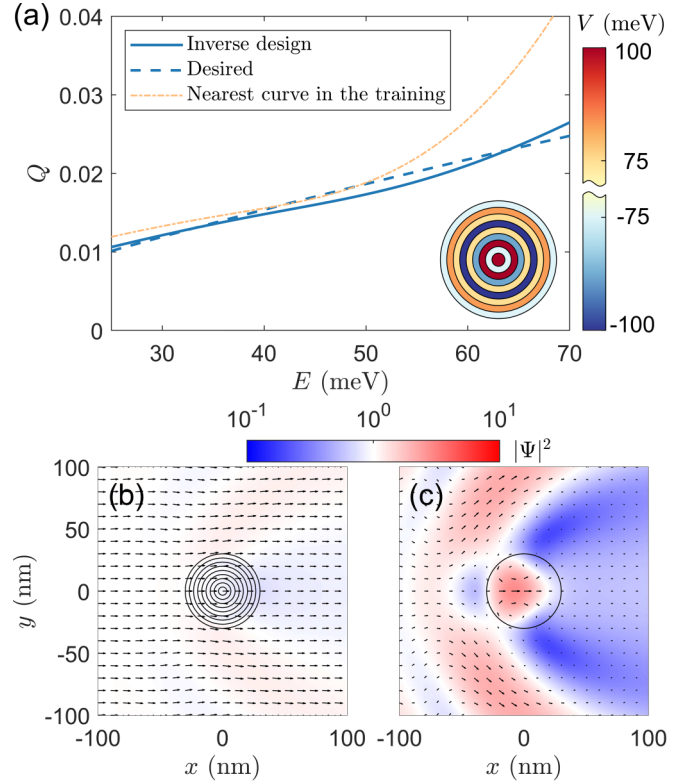 (a)
0.04
0.03
0.02
0.01
0
Q
Inverse design
Desired
Nearest curve in the training
30 40 50 60 70
E (meV)
V (meV)
100
75
-75
-100
10^-1 10^0 10^1
|Ψ|^2
(b)
100
50
0
-50
-100
y (nm)
-100 0 100
x (nm)
(c)
-100 0 100
x (nm)